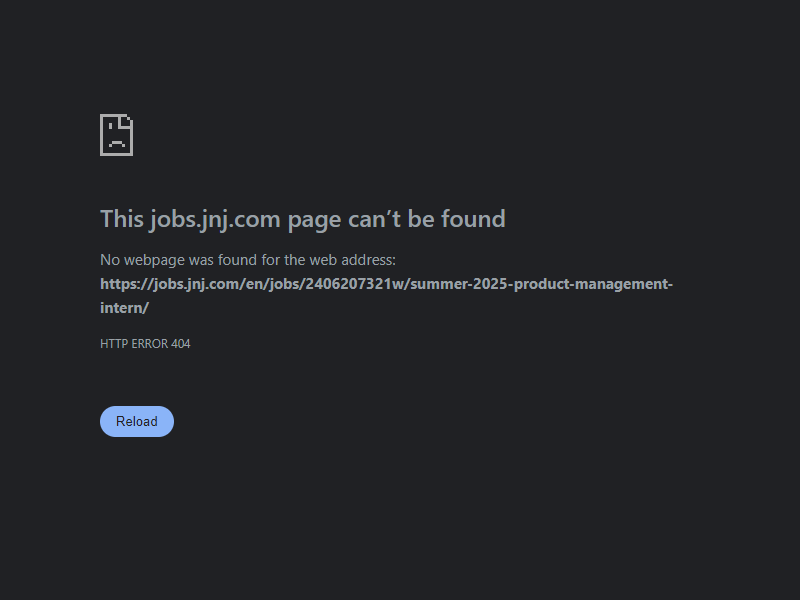 This jobs.jnj.com page can’t be found
No webpage was found for the web address:
https://jobs.jnj.com/en/jobs/2406207321w/summer-2025-product-management-
intern/
HTTP ERROR 404
Reload